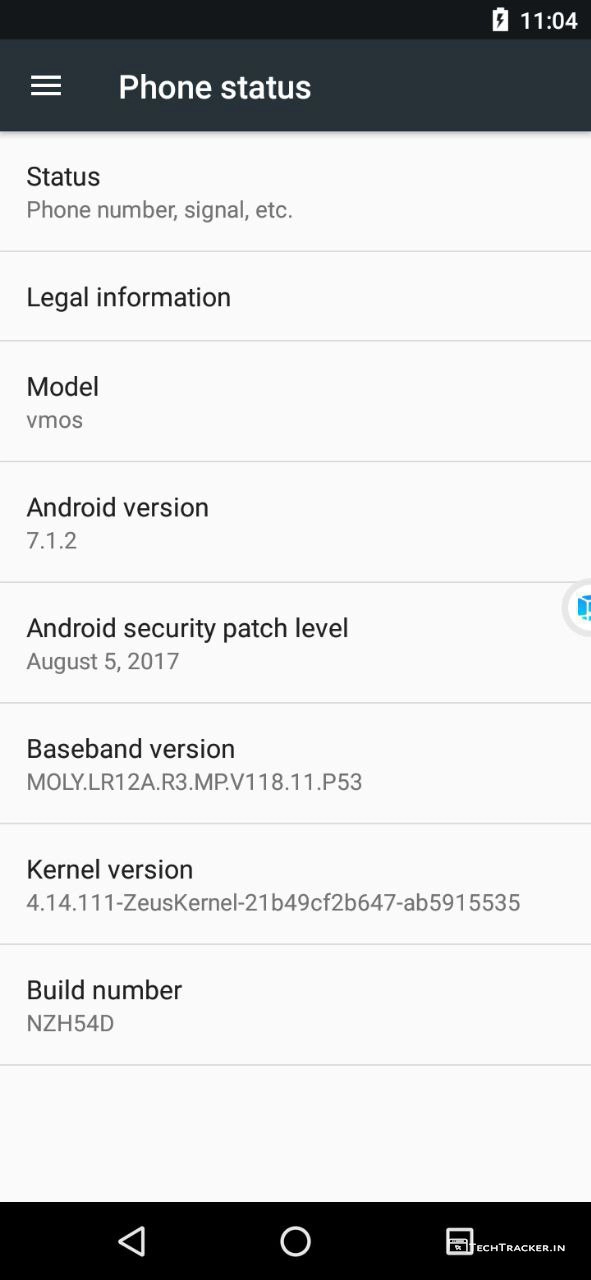 11:04
Phone status
Status
Phone number, signal, etc.
Legal information
Model
vmos
Android version
7.1.2
Android security patch level
August 5, 2017
Baseband version
MOLY.LR12A.R3.MP.V118.11.P53
Kernel version
4.14.111-ZeusKernel-21b49cf2b647-ab5915535
Build number
NZH54D
TECHTRACKER.IN